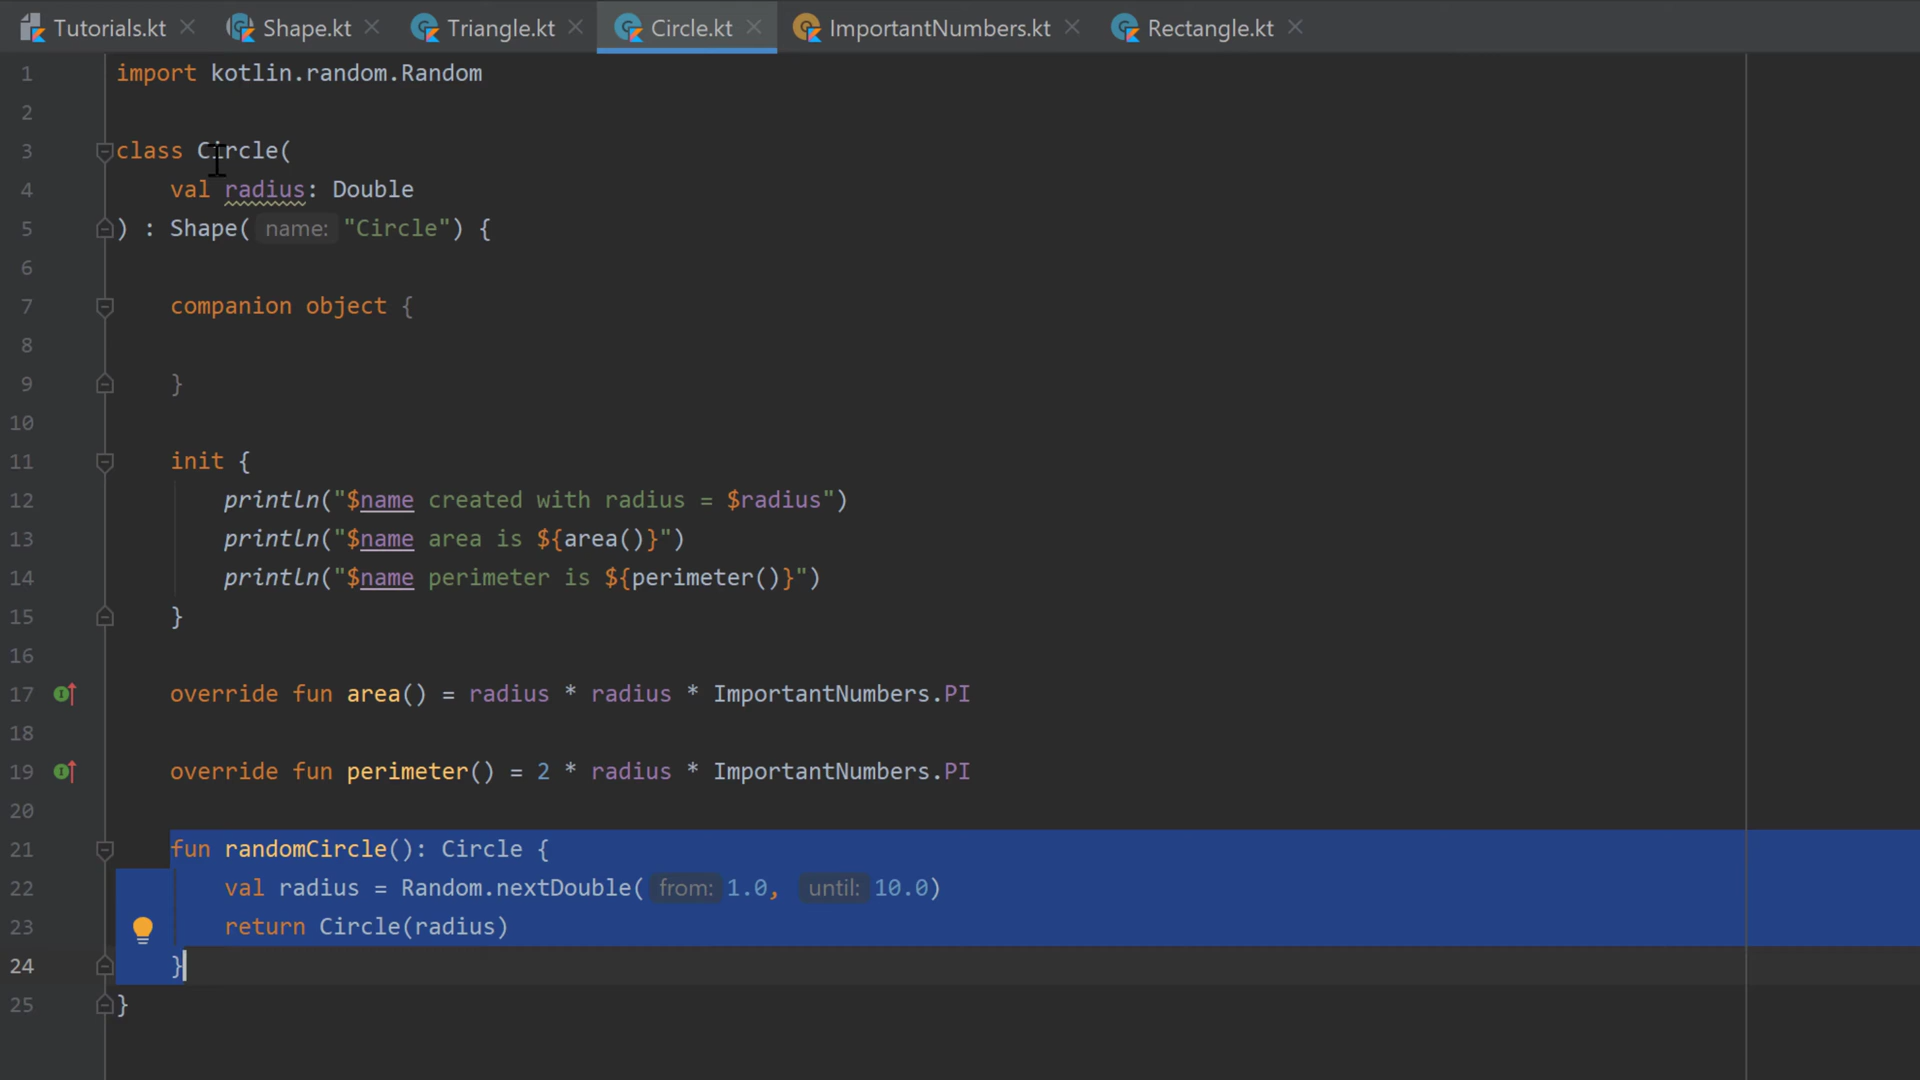 Tutorials.kt Shape.kt Triangle.kt Circle.kt ImportantNumbers.kt Rectangle.kt
1 import kotlin.random.Random
2
3 class Circle(
4 val radius: Double
5 ) : Shape( name: "Circle") {
6
7 companion object {
8
9 }
10
11 init {
12 println("$name created with radius = $radius")
13 println("$name area is ${area()}")
14 println("$name perimeter is ${perimeter()}")
15 }
16
17 override fun area() = radius * radius * ImportantNumbers.PI
18
19 override fun perimeter() = 2 * radius * ImportantNumbers.PI
20
21 fun randomCircle(): Circle {
22 val radius = Random.nextDouble( from: 1.0, until: 10.0)
23 return Circle(radius)
24 }
25 }